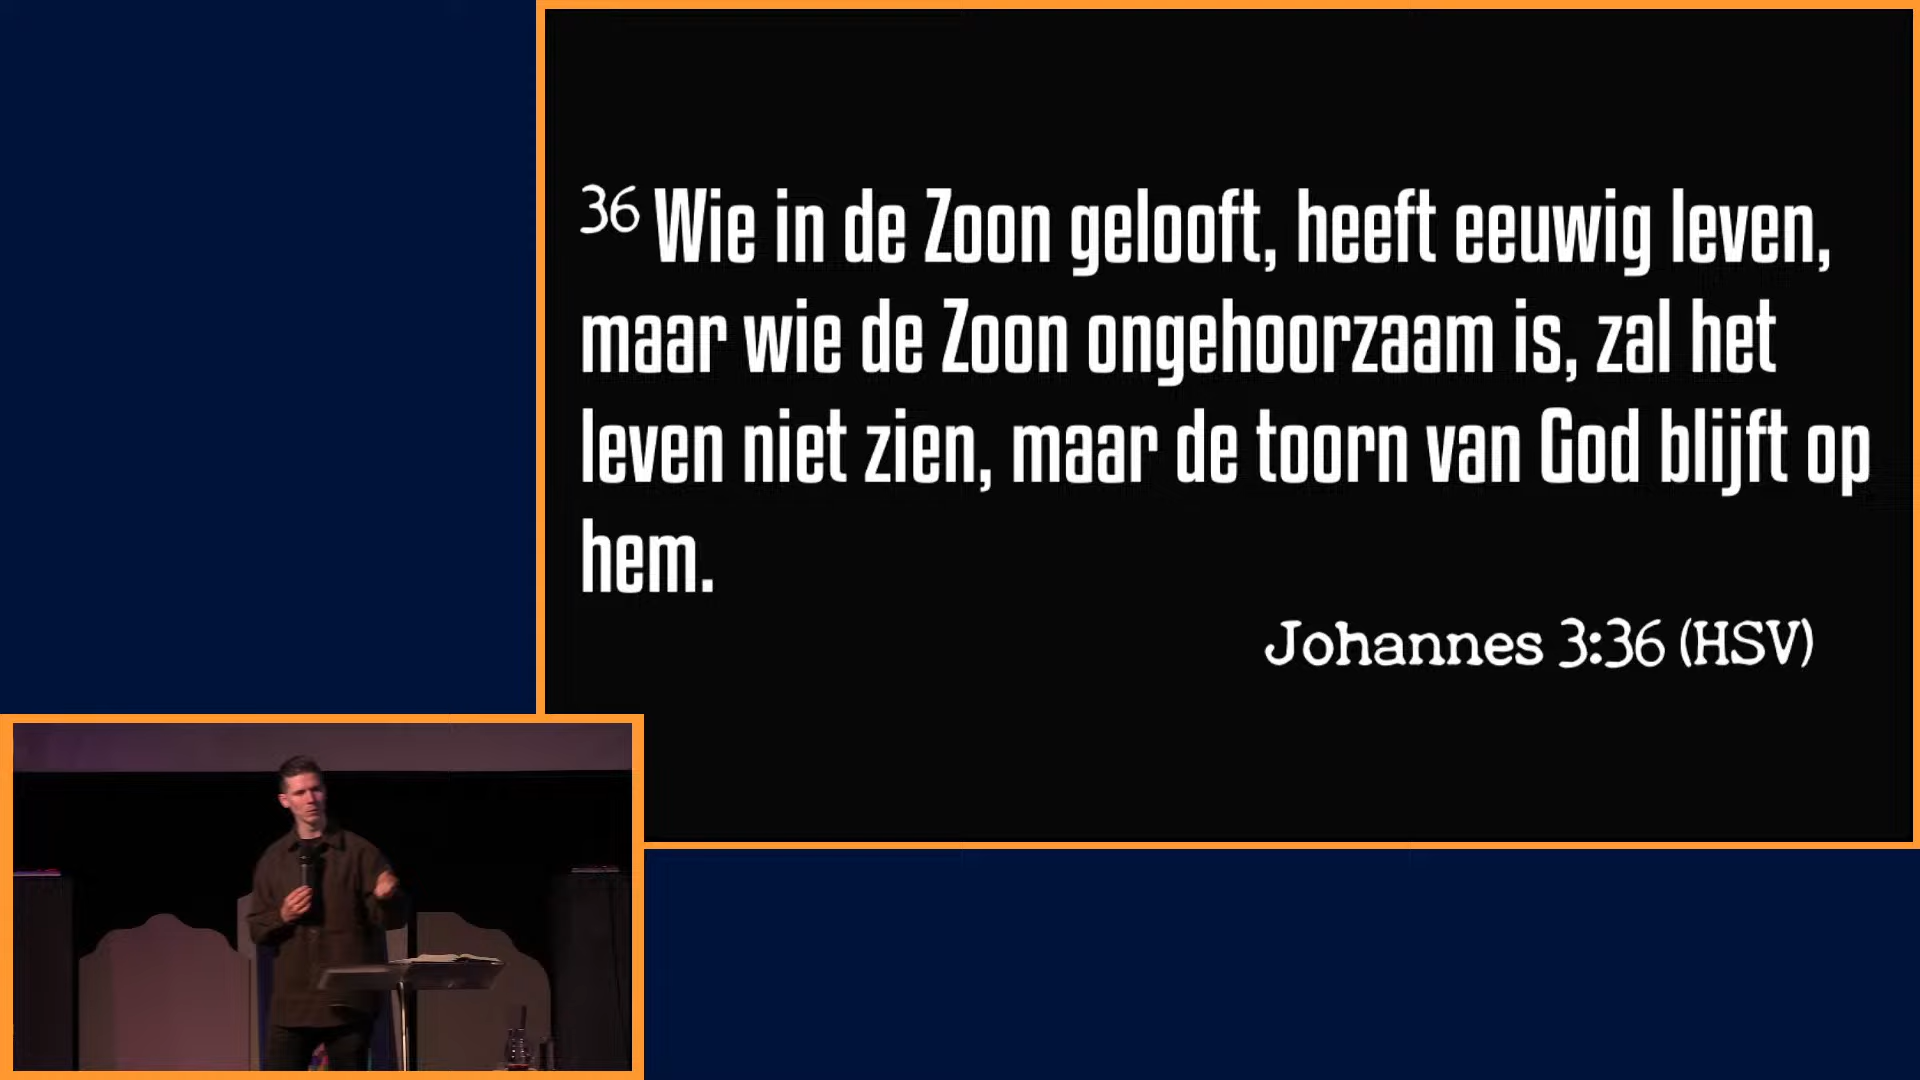 36 Wie in de Zoon gelooft, heeft eeuwig leven,
maar wie de Zoon ongehoorzaam is, zal het
leven niet zien, maar de toorn van God blijft op
hem.
Johannes 3:36 (HSV)